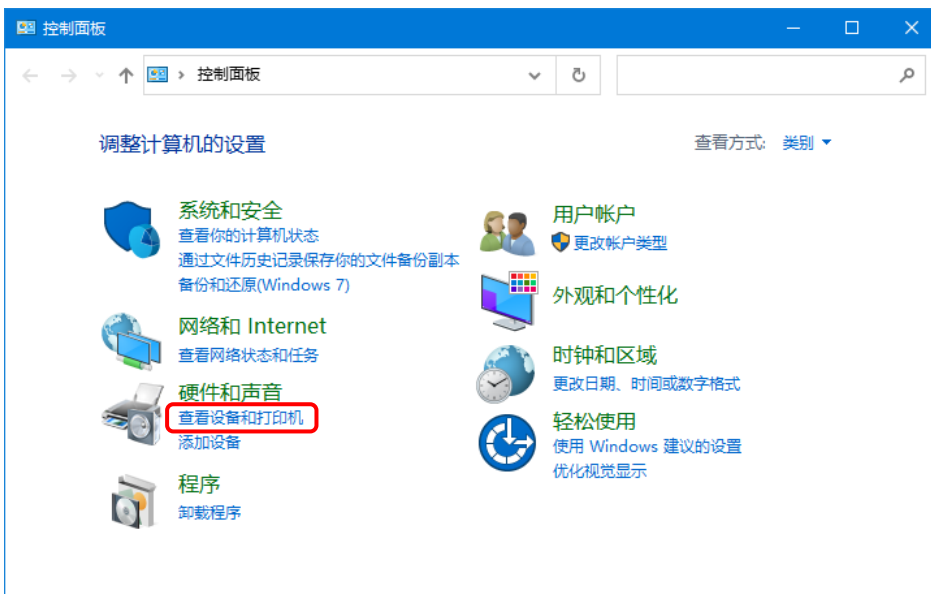 控制面板
控制面板
调整计算机的设置
查看方式: 类别
系统和安全
查看你的计算机状态
通过文件历史记录保存你的文件备份副本
备份和还原(Windows 7)
网络和 Internet
查看网络状态和任务
硬件和声音
查看设备和打印机
添加设备
程序
卸载程序
用户帐户
更改帐户类型
外观和个性化
时钟和区域
更改日期、时间或数字格式
轻松使用
使用 Windows 建议的设置
优化视觉显示